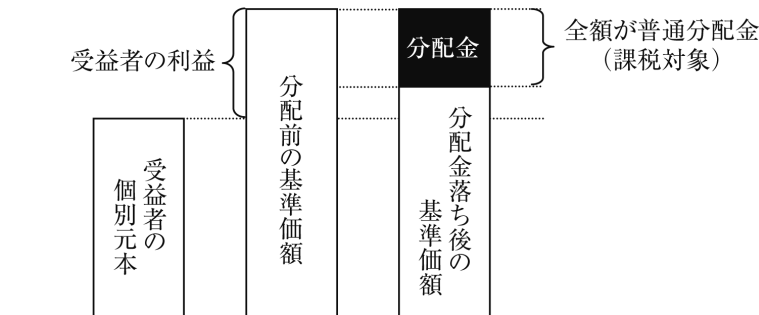 受益者の利益
分配金
全額が普通分配金
（課税対象）
受益者の
個別元本
分配前の基準価額
分配金落ち後の
基準価額